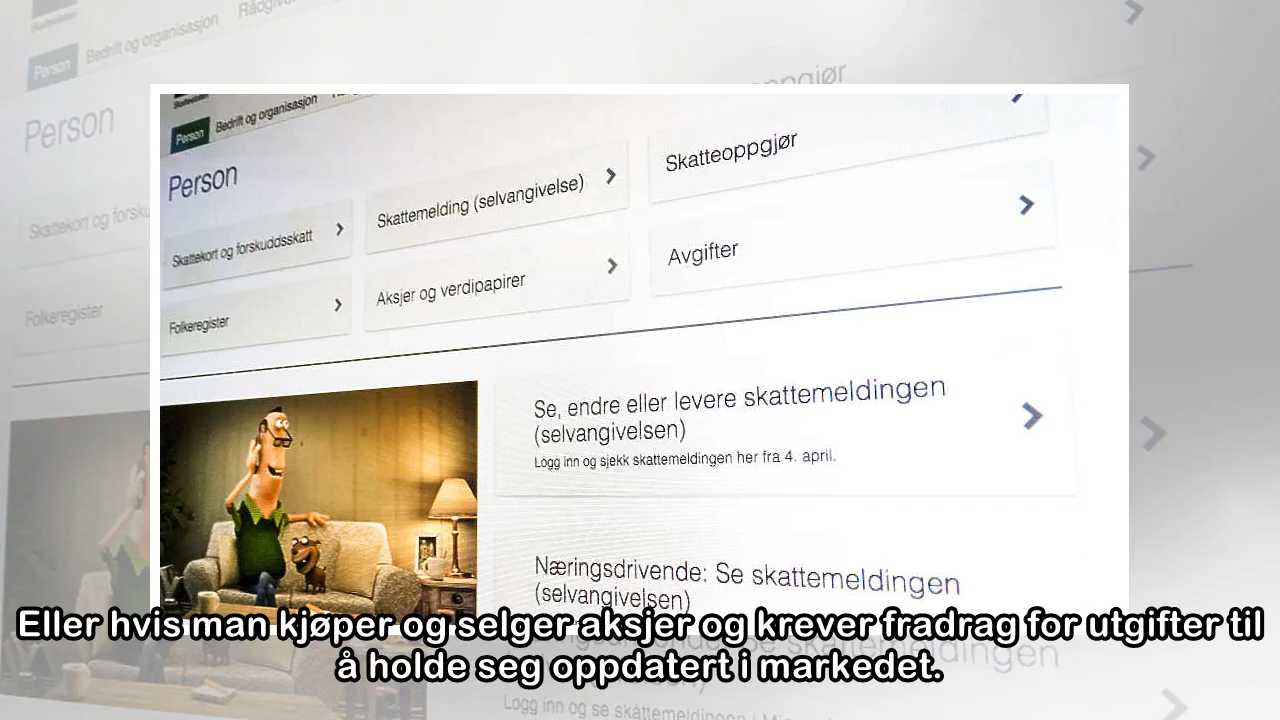 Person
Bedrift og organisasjon
Person
Skattekort og forskuddsskatt
Skattemelding (selvangivelse)
Skatteoppgjør
Folkeregister
Aksjer og verdipapirer
Avgifter
Se, endre eller levere skattemeldingen
(selvangivelsen)
Logg inn og sjekk skattemeldingen her fra 4. april.
Næringsdrivende: Se skattemeldingen
(selvangivelsen)
Eller hvis man kjøper og selger aksjer og krever fradrag for utgifter til
å holde seg oppdatert i markedet.